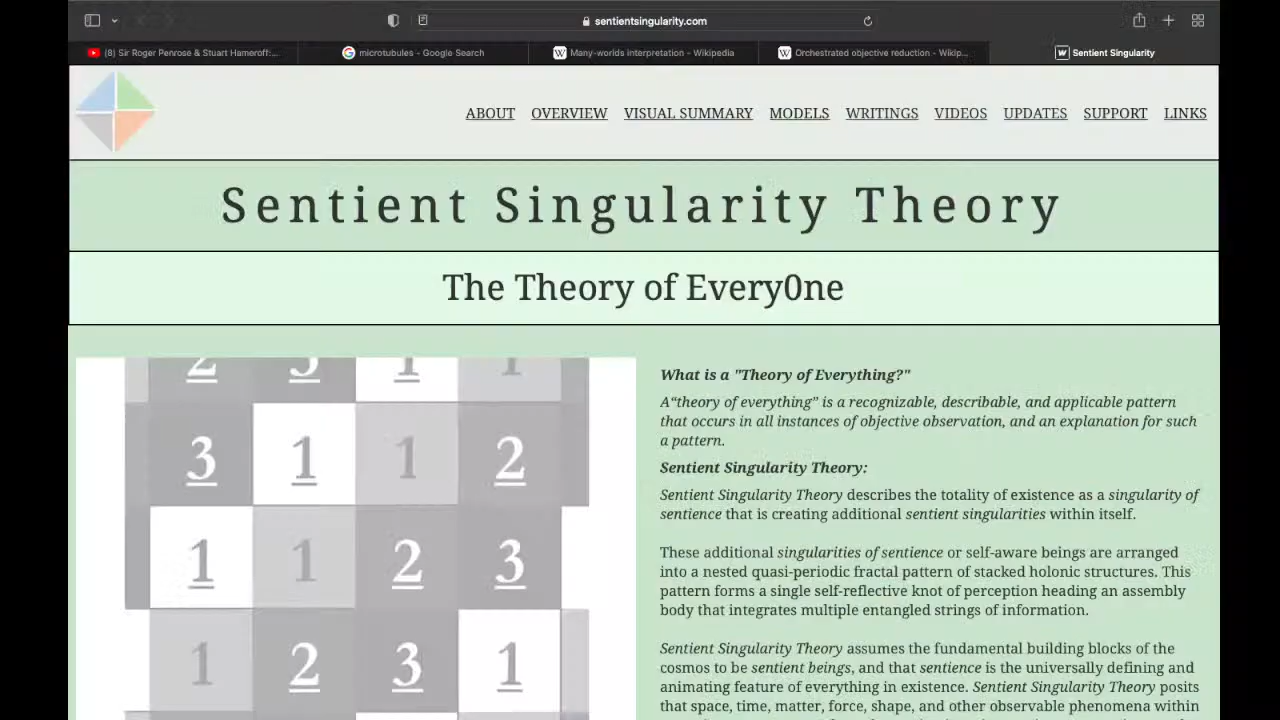 sentientsingularity.com
(8) Sir Roger Penrose & Stuart Hameroff:...
microtubules - Google Search
Many-worlds interpretation - Wikipedia
Orchestrated objective reduction - Wikip...
Sentient Singularity
ABOUT OVERVIEW VISUAL SUMMARY MODELS WRITINGS VIDEOS UPDATES SUPPORT LINKS
Sentient Singularity Theory
The Theory of Every0ne
2 3 1 1
3 1 1 2
1 1 2 3
1 2 3 1
What is a "Theory of Everything?"
A“theory of everything” is a recognizable, describable, and applicable pattern
that occurs in all instances of objective observation, and an explanation for such
a pattern.
Sentient Singularity Theory:
Sentient Singularity Theory describes the totality of existence as a singularity of
sentience that is creating additional sentient singularities within itself.
These additional singularities of sentience or self-aware beings are arranged
into a nested quasi-periodic fractal pattern of stacked holonic structures. This
pattern forms a single self-reflective knot of perception heading an assembly
body that integrates multiple entangled strings of information.
Sentient Singularity Theory assumes the fundamental building blocks of the
cosmos to be sentient beings, and that sentience is the universally defining and
animating feature of everything in existence. Sentient Singularity Theory posits
that space, time, matter, force, shape, and other observable phenomena within